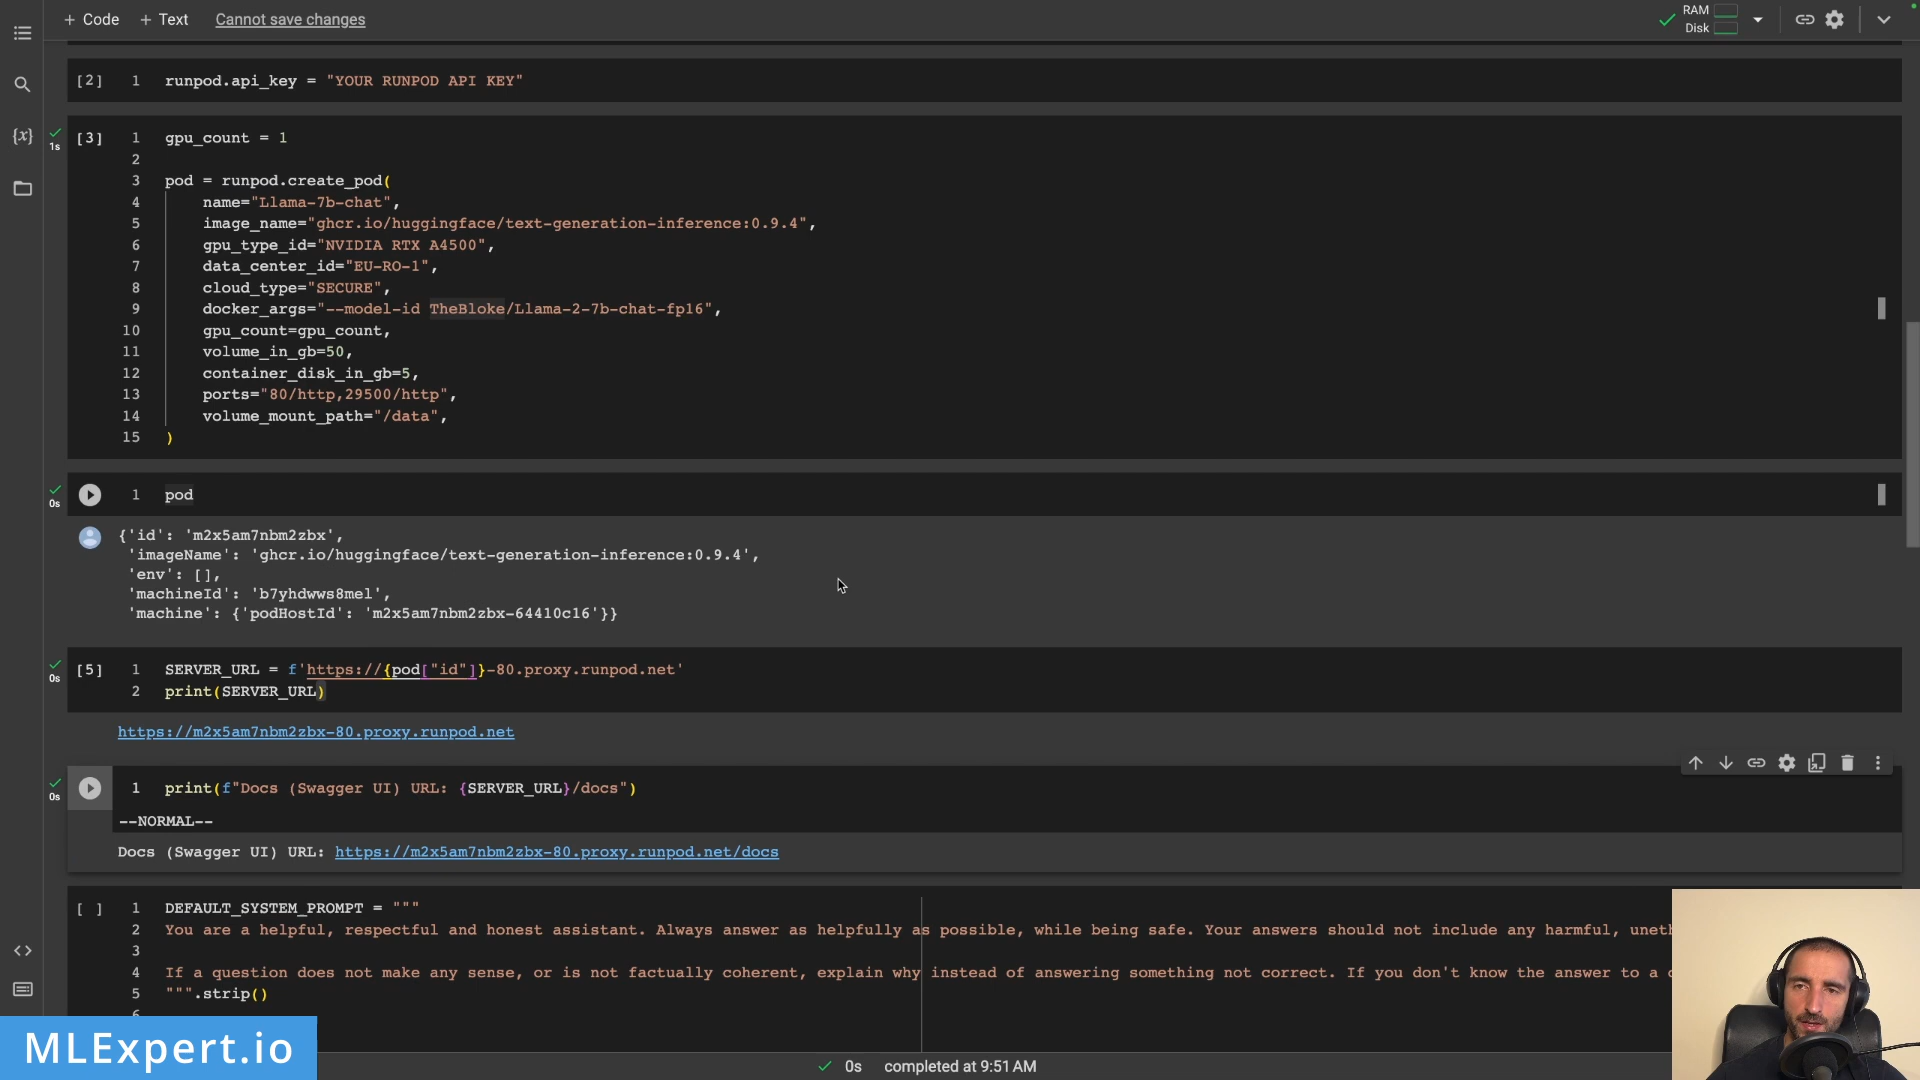 + Code + Text Cannot save changes
RAM
Disk
[2] 1 runpod.api_key = "YOUR RUNPOD API KEY"
{x}
1s
[3] 1 gpu_count = 1
2
3 pod = runpod.create_pod(
4 name="Llama-7b-chat",
5 image_name="ghcr.io/huggingface/text-generation-inference:0.9.4",
6 gpu_type_id="NVIDIA RTX A4500",
7 data_center_id="EU-RO-1",
8 cloud_type="SECURE",
9 docker_args="--model-id TheBloke/Llama-2-7b-chat-fp16",
10 gpu_count=gpu_count,
11 volume_in_gb=50,
12 container_disk_in_gb=5,
13 ports="80/http,29500/http",
14 volume_mount_path="/data",
15 )
0s
1 pod
{'id': 'm2x5am7nbm2zbx',
'imageName': 'ghcr.io/huggingface/text-generation-inference:0.9.4',
'env': [],
'machineId': 'b7yhdwws8mel',
'machine': {'podHostId': 'm2x5am7nbm2zbx-64410c16'}}
0s
[5] 1 SERVER_URL = f'https://{pod["id"]}-80.proxy.runpod.net'
2 print(SERVER_URL)
https://m2x5am7nbm2zbx-80.proxy.runpod.net
0s
1 print(f"Docs (Swagger UI) URL: {SERVER_URL}/docs")
--NORMAL--
Docs (Swagger UI) URL: https://m2x5am7nbm2zbx-80.proxy.runpod.net/docs
[ ] 1 DEFAULT_SYSTEM_PROMPT = """
2 You are a helpful, respectful and honest assistant. Always answer as helpfully as possible, while being safe. Your answers should not include any harmful, uneth
3
4 If a question does not make any sense, or is not factually coherent, explain why instead of answering something not correct. If you don't know the answer to a
5 """.strip()
6
MLExpert.io
0s completed at 9:51 AM